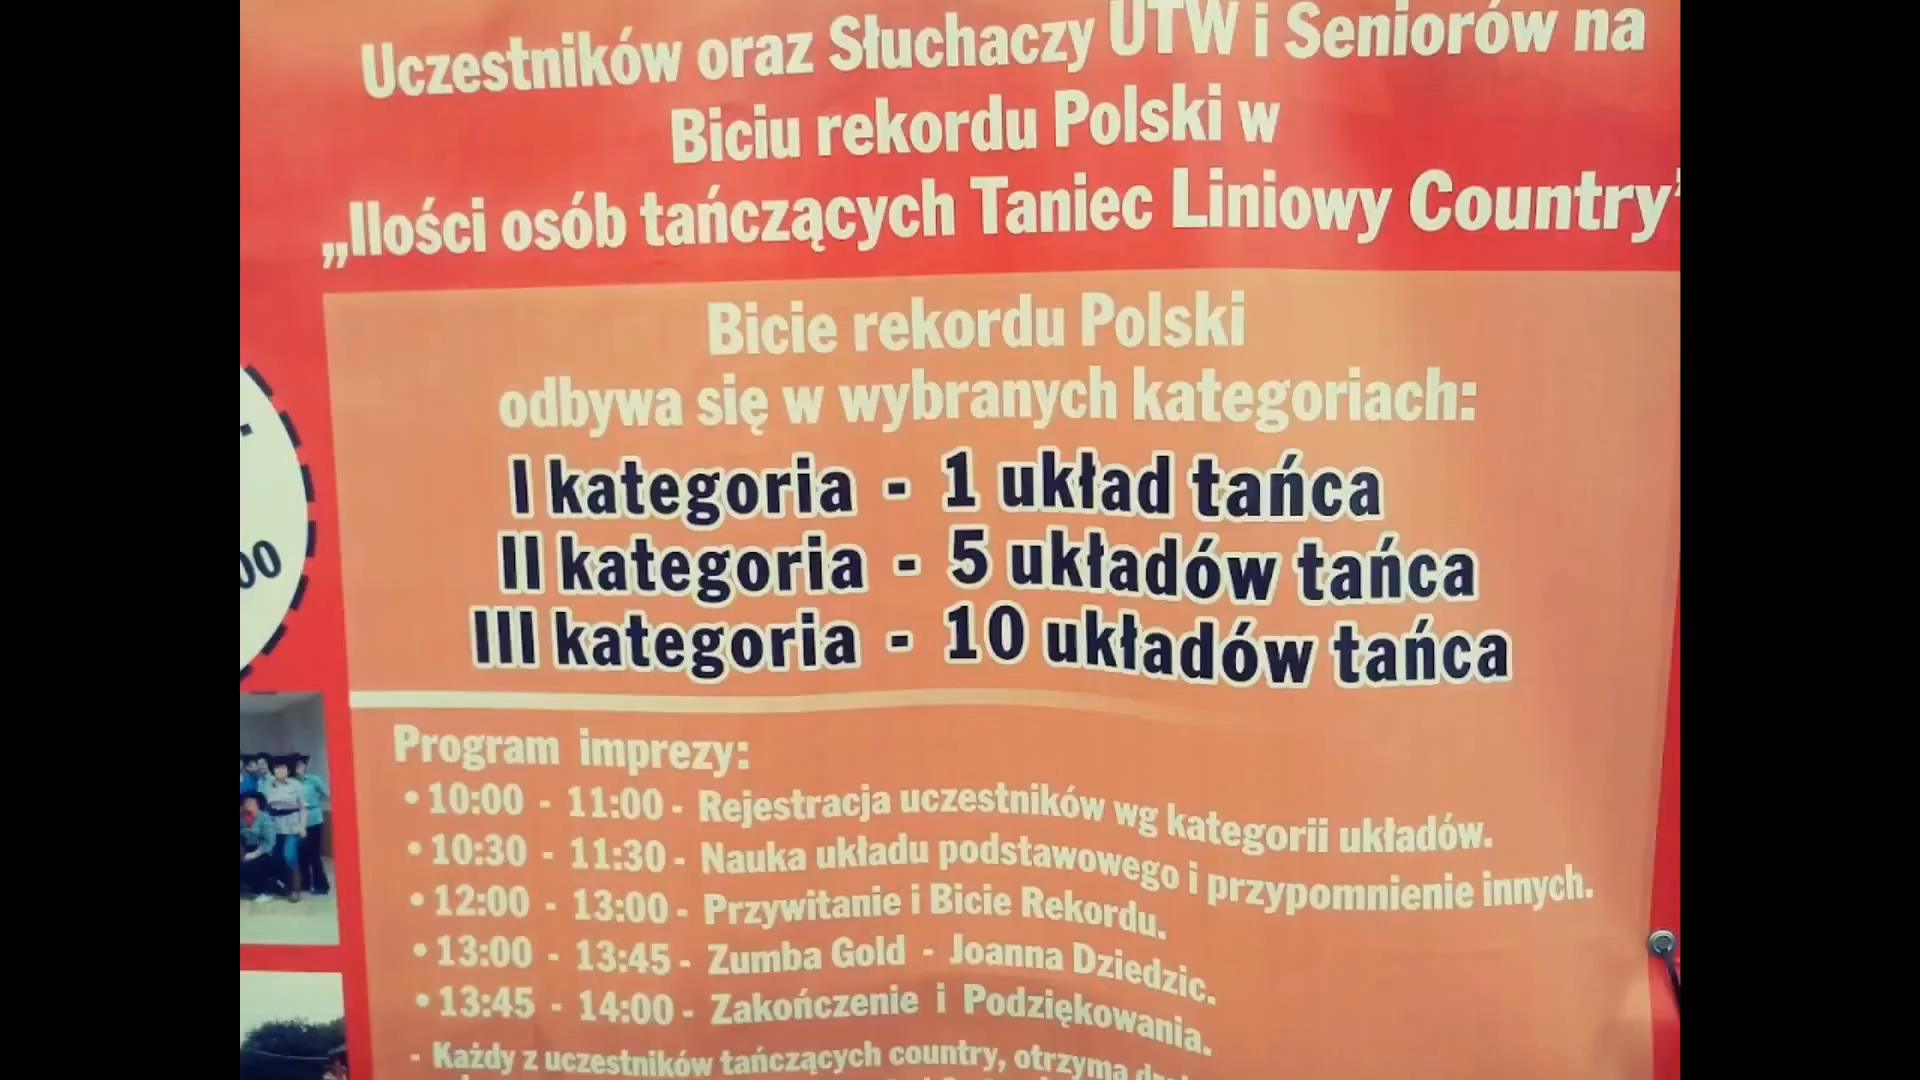 Uczestników oraz Słuchaczy UTW i Seniorów na
Biciu rekordu Polski w
„Ilości osób tańczących Taniec Liniowy Country”
Bicie rekordu Polski
odbywa się w wybranych kategoriach:
I kategoria - 1 układ tańca
II kategoria - 5 układów tańca
III kategoria - 10 układów tańca
00
Program imprezy:
• 10:00 - 11:00 - Rejestracja uczestników wg kategorii układów.
• 10:30 - 11:30 - Nauka układu podstawowego i przypomnienie innych.
• 12:00 - 13:00 - Przywitanie i Bicie Rekordu.
• 13:00 - 13:45 - Zumba Gold - Joanna Dziedzic.
• 13:45 - 14:00 - Zakończenie i Podziękowania.
- Każdy z uczestników tańczących country, otrzyma